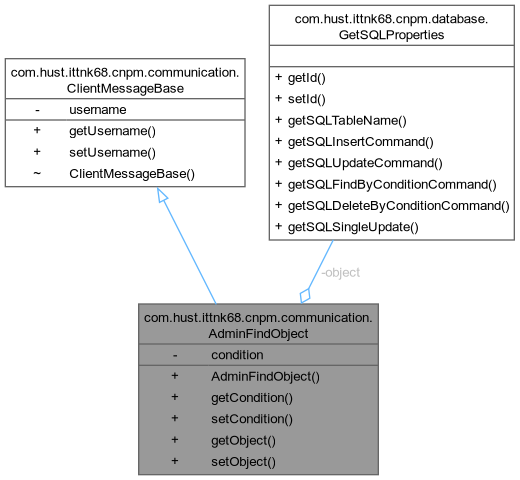 com.hust.ittnk68.cnpm.communication.
ClientMessageBase
- username
+ getUsername()
+ setUsername()
~ ClientMessageBase()
com.hust.ittnk68.cnpm.database.
GetSQLProperties
+ getId()
+ setId()
+ getSQLTableName()
+ getSQLInsertCommand()
+ getSQLUpdateCommand()
+ getSQLFindByConditionCommand()
+ getSQLDeleteByConditionCommand()
+ getSQLSingleUpdate()
-object
com.hust.ittnk68.cnpm.communication.
AdminFindObject
- condition
+ AdminFindObject()
+ getCondition()
+ setCondition()
+ getObject()
+ setObject()